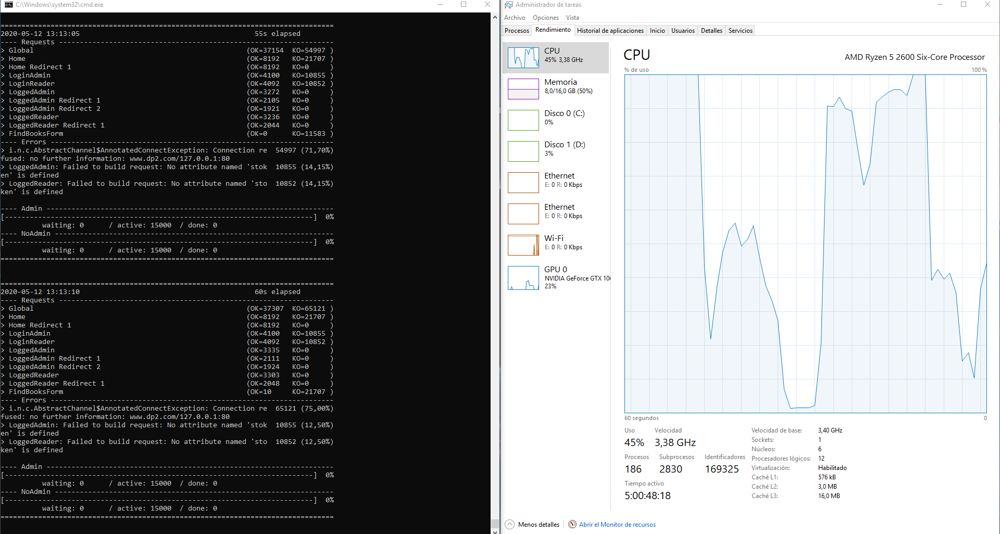 C:\Windows\system32\cmd.exe
================================================================================
2020-05-12 13:13:05                                          55s elapsed
---- Requests ------------------------------------------------------------------
> Global                                                   (OK=37154  KO=54997 )
> Home                                                     (OK=8192   KO=21707 )
> Home Redirect 1                                          (OK=8192   KO=0     )
> LoginAdmin                                               (OK=4100   KO=10855 )
> LoginReader                                              (OK=4092   KO=10852 )
> LoggedAdmin                                              (OK=3272   KO=0     )
> LoggedAdmin Redirect 1                                   (OK=2105   KO=0     )
> LoggedAdmin Redirect 2                                   (OK=1921   KO=0     )
> LoggedReader                                             (OK=3236   KO=0     )
> LoggedReader Redirect 1                                  (OK=2044   KO=0     )
> FindBooksForm                                            (OK=0      KO=11583 )
---- Errors --------------------------------------------------------------------
> i.n.c.AbstractChannel$AnnotatedConnectException: Connection re  54997 (71,70%)
fused: no further information: www.dp2.com/127.0.0.1:80
> LoggedAdmin: Failed to build request: No attribute named 'stok  10855 (14,15%)
en' is defined
> LoggedReader: Failed to build request: No attribute named 'sto  10852 (14,15%)
ken' is defined
---- Admin ---------------------------------------------------------------------
[--------------------------------------------------------------------------]  0%
          waiting: 0      / active: 15000  / done: 0
---- NoAdmin -------------------------------------------------------------------
[--------------------------------------------------------------------------]  0%
          waiting: 0      / active: 15000  / done: 0
================================================================================
================================================================================
2020-05-12 13:13:10                                          60s elapsed
---- Requests ------------------------------------------------------------------
> Global                                                   (OK=37307  KO=65121 )
> Home                                                     (OK=8192   KO=21707 )
> Home Redirect 1                                          (OK=8192   KO=0     )
> LoginAdmin                                               (OK=4100   KO=10855 )
> LoginReader                                              (OK=4092   KO=10852 )
> LoggedAdmin                                              (OK=3335   KO=0     )
> LoggedAdmin Redirect 1                                   (OK=2111   KO=0     )
> LoggedAdmin Redirect 2                                   (OK=1924   KO=0     )
> LoggedReader                                             (OK=3303   KO=0     )
> LoggedReader Redirect 1                                  (OK=2048   KO=0     )
> FindBooksForm                                            (OK=10     KO=21707 )
---- Errors --------------------------------------------------------------------
> i.n.c.AbstractChannel$AnnotatedConnectException: Connection re  65121 (75,00%)
fused: no further information: www.dp2.com/127.0.0.1:80
> LoggedAdmin: Failed to build request: No attribute named 'stok  10855 (12,50%)
en' is defined
> LoggedReader: Failed to build request: No attribute named 'sto  10852 (12,50%)
ken' is defined
---- Admin ---------------------------------------------------------------------
[--------------------------------------------------------------------------]  0%
          waiting: 0      / active: 15000  / done: 0
---- NoAdmin -------------------------------------------------------------------
[--------------------------------------------------------------------------]  0%
          waiting: 0      / active: 15000  / done: 0
================================================================================
Administrador de tareas
Archivo Opciones Vista
Procesos Rendimiento Historial de aplicaciones Inicio Usuarios Detalles Servicios
CPU
45% 3,38 GHz
Memoria
8,0/16,0 GB (50%)
Disco 0 (C:)
0%
Disco 1 (D:)
3%
Ethernet
E: 0 R: 0 Kbps
Ethernet
E: 0 R: 0 Kbps
Wi-Fi
E: 0 R: 0 Kbps
GPU 0
NVIDIA GeForce GTX 106
23%
CPU AMD Ryzen 5 2600 Six-Core Processor
% de uso 100 %
60 segundos 0
Uso Velocidad
45% 3,38 GHz
Procesos Subprocesos Identificadores
186 2830 169325
Tiempo activo
5:00:48:18
Velocidad de base: 3,40 GHz
Sockets: 1
Núcleos: 6
Procesadores lógicos: 12
Virtualización: Habilitado
Caché L1: 576 kB
Caché L2: 3,0 MB
Caché L3: 16,0 MB
Menos detalles Abrir el Monitor de recursos